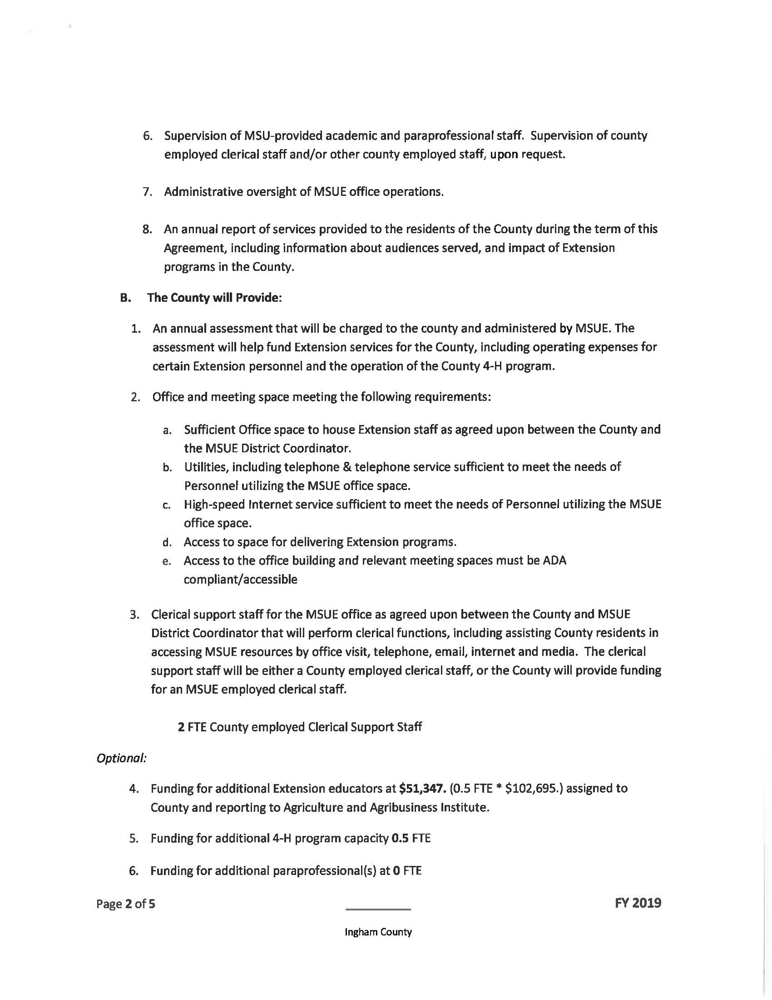 6. Supervision of MSU-provided academic and paraprofessional staff. Supervision of county
employed clerical staff and/or other county employed staff, upon request.
7. Administrative oversight of MSUE office operations.
8. An annual report of services provided to the residents of the County during the term of this
Agreement, including information about audiences served, and impact of Extension
programs in the County.
B. The County will Provide:
1. An annual assessment that will be charged to the county and administered by MSUE. The
assessment will help fund Extension services for the County, including operating expenses for
certain Extension personnel and the operation of the County 4-H program.
2. Office and meeting space meeting the following requirements:
a. Sufficient Office space to house Extension staff as agreed upon between the County and
the MSUE District Coordinator.
b. Utilities, including telephone & telephone service sufficient to meet the needs of
Personnel utilizing the MSUE office space.
c. High-speed Internet service sufficient to meet the needs of Personnel utilizing the MSUE
office space.
d. Access to space for delivering Extension programs.
e. Access to the office building and relevant meeting spaces must be ADA
compliant/accessible
3. Clerical support staff for the MSUE office as agreed upon between the County and MSUE
District Coordinator that will perform clerical functions, including assisting County residents in
accessing MSUE resources by office visit, telephone, email, internet and media. The clerical
support staff will be either a County employed clerical staff, or the County will provide funding
for an MSUE employed clerical staff.
2 FTE County employed Clerical Support Staff
Optional:
4. Funding for additional Extension educators at $51,347. (0.5 FTE * $102,695.) assigned to
County and reporting to Agriculture and Agribusiness Institute.
5. Funding for additional 4-H program capacity 0.5 FTE
6. Funding for additional paraprofessional(s) at 0 FTE
Page 2 of 5
FY 2019
Ingham County